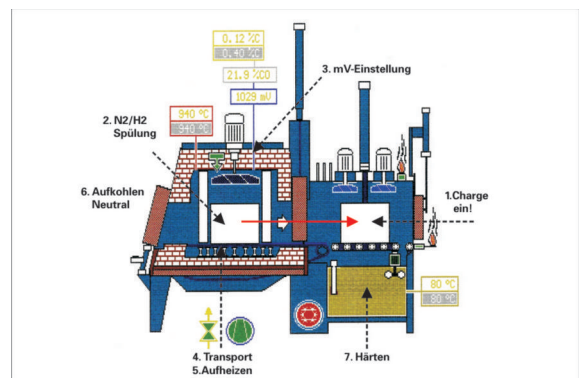 0.12 %C
0.40 %C
21.9 %CO
1029 mV
3. mV-Einstellung
2. N2/H2
Spülung
940 °C
940 °C
6. Aufkohlen
Neutral
1.Charge
ein!
80 °C
80 °C
4. Transport
5.Aufheizen
7. Härten